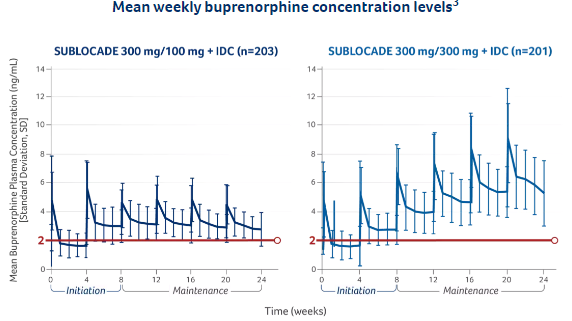 Mean weekly buprenorphine concentration levels³
SUBLOCADE 300 mg/100 mg + IDC (n=203)
SUBLOCADE 300 mg/300 mg + IDC (n=201)
Mean Buprenorphine Plasma Concentration (ng/mL)
[Standard Deviation, SD]
14
12
10
8
6
4
2
0
0 4 8 12 16 20 24
Initiation Maintenance
14
12
10
8
6
4
2
0
0 4 8 12 16 20 24
Initiation Maintenance
Time (weeks)